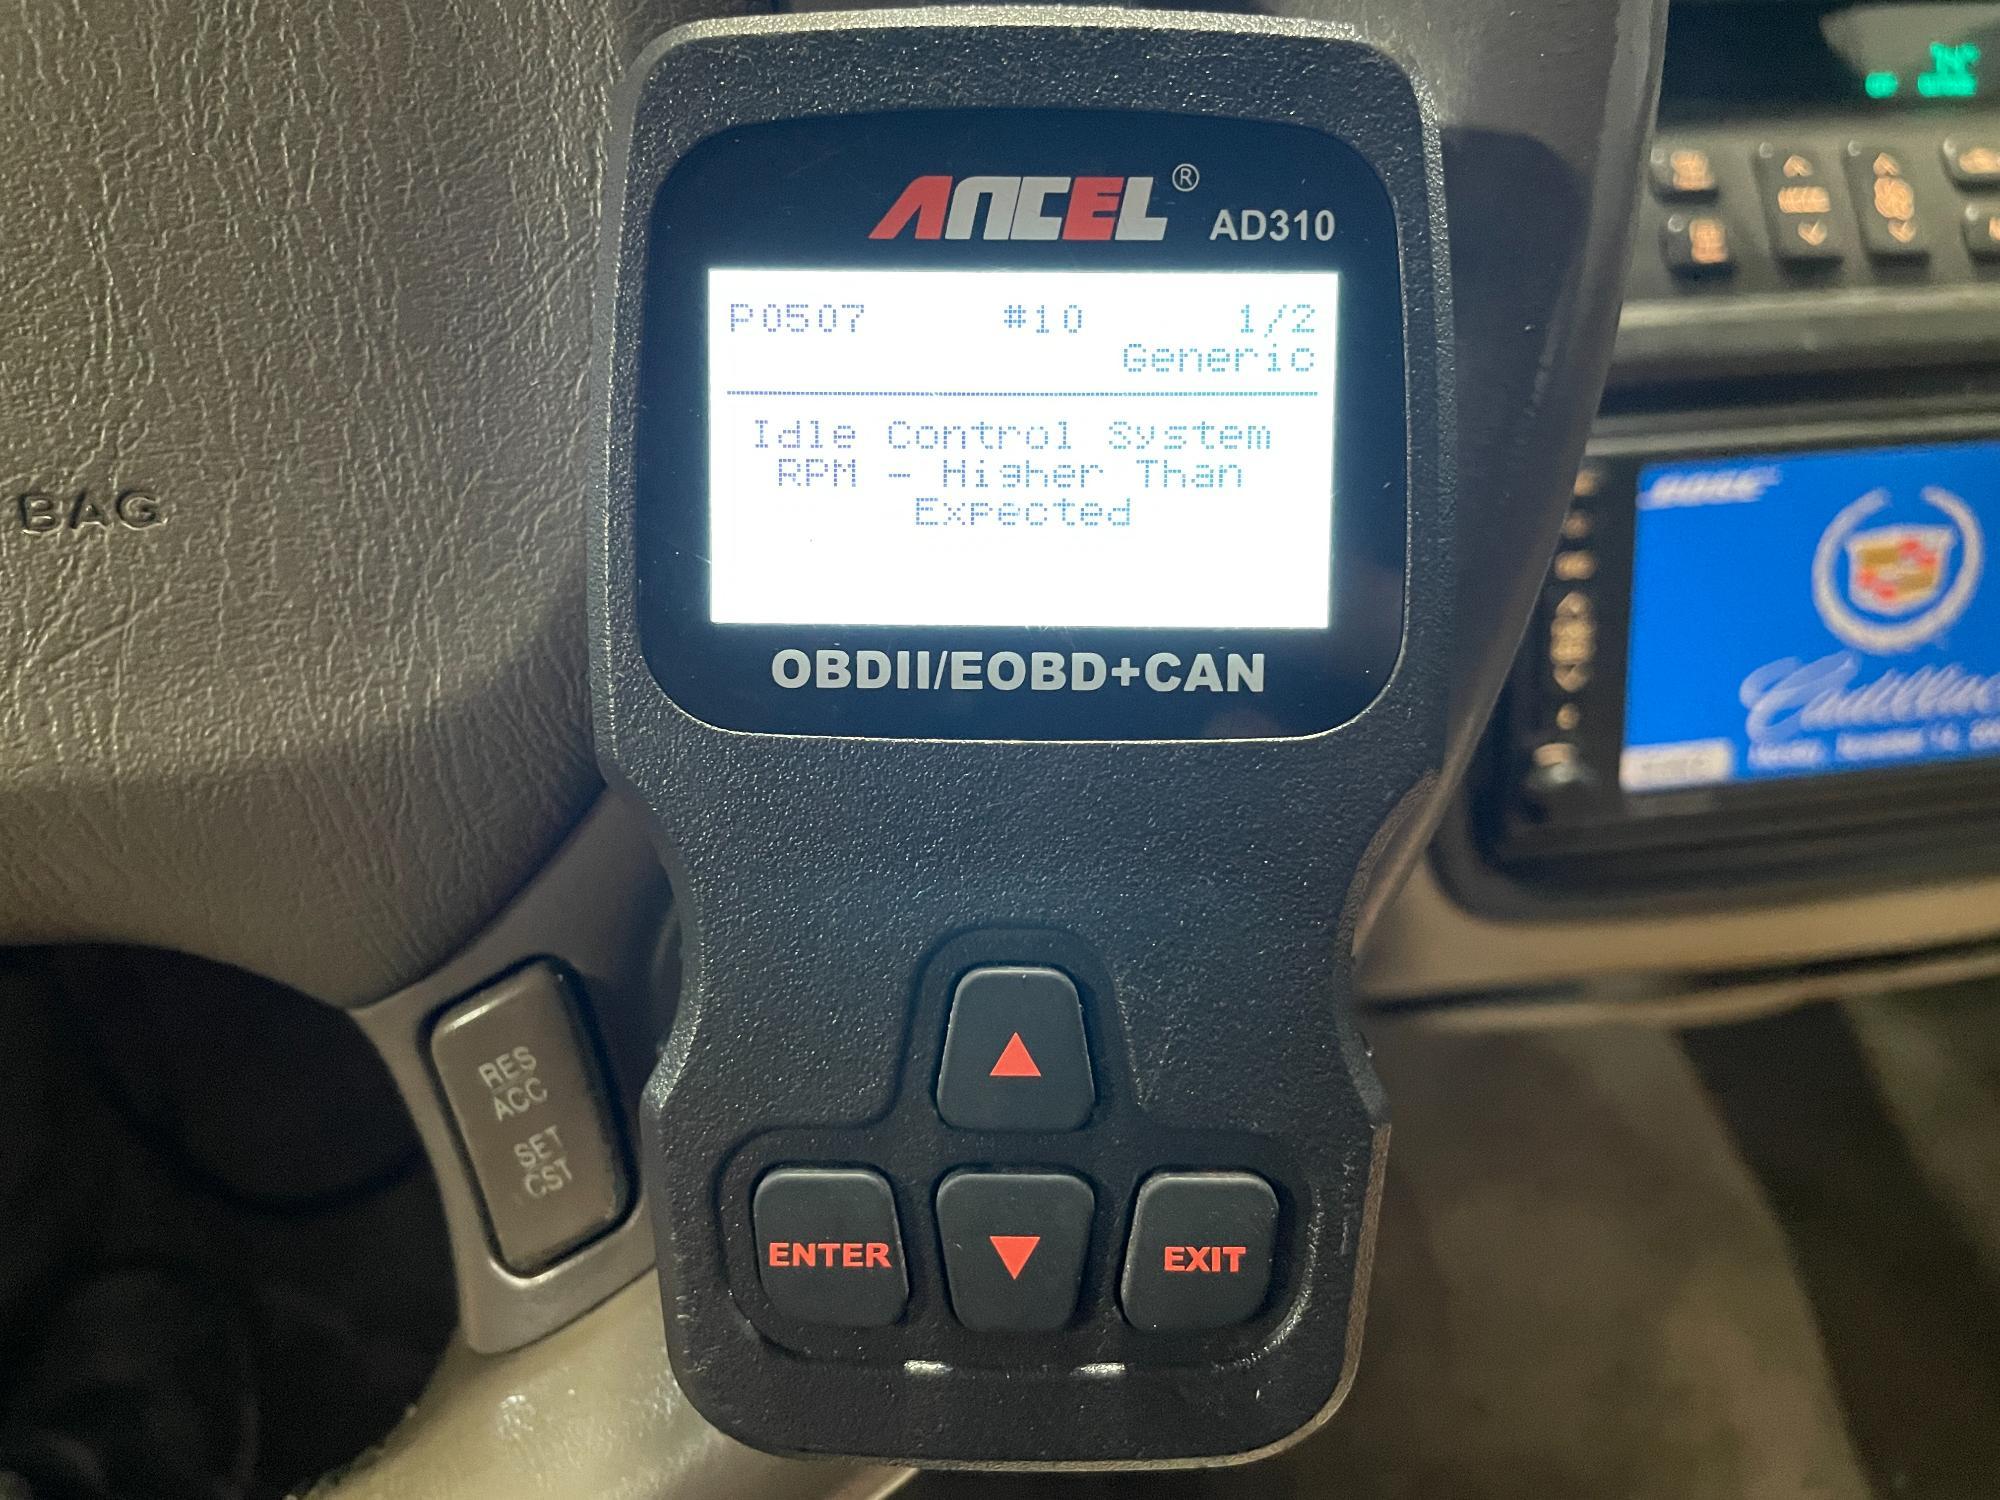 ANCEL®
AD310
P0507 #10 1/2
Generic
Idle Control System
RPM - Higher Than
Expected
OBDII/EOBD+CAN
BAG
RES
ACC
SET
CST
ENTER
EXIT
BOSE
Cadillac